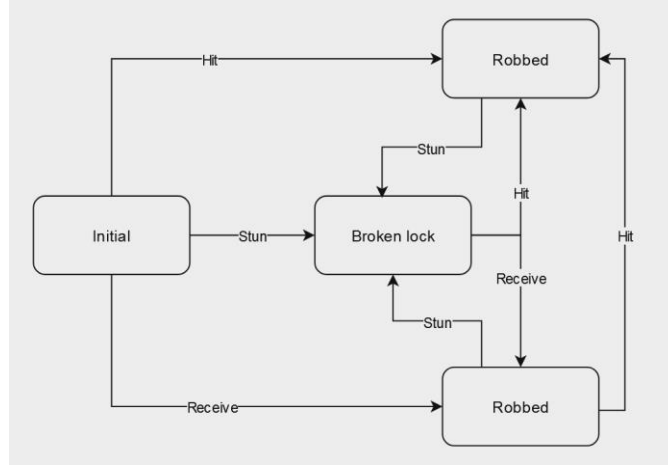 Robbed
Hit
Stun
Initial
Stun
Broken lock
Hit
Hit
Receive
Stun
Receive
Robbed